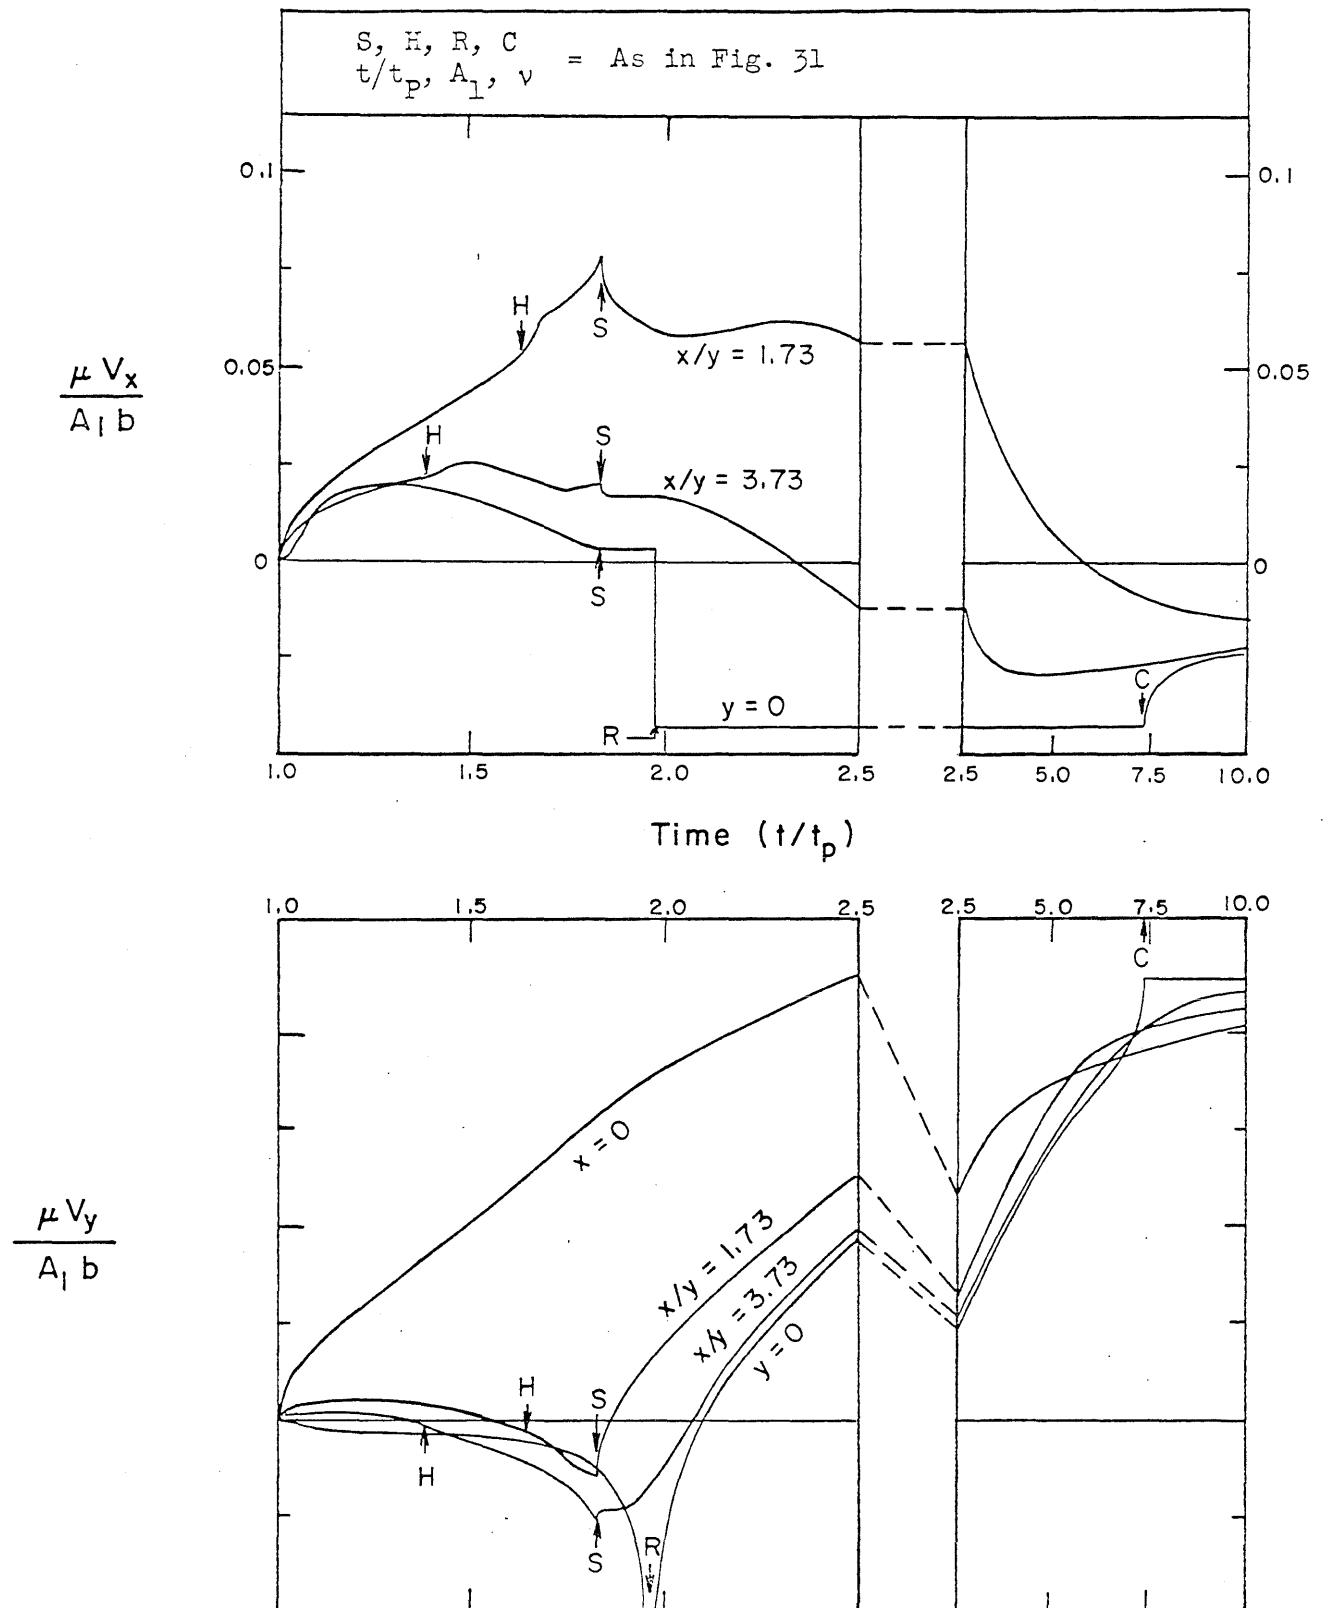 S, H, R, C
t/tp, A1, ν = As in Fig. 31
0.1
0.1
H
S
x/y = 1.73
0.05
0.05
μVx
A1 b
H
S
x/y = 3.73
0
0
S
C
y = 0
R
1.0 1.5 2.0 2.5 2.5 5.0 7.5 10.0
Time (t/tp)
1.0 1.5 2.0 2.5 2.5 5.0 7.5 10.0
C
x = 0
μVy
A1 b
x/y = 1.73
x/y = 3.73
y = 0
H
S
H
S
R